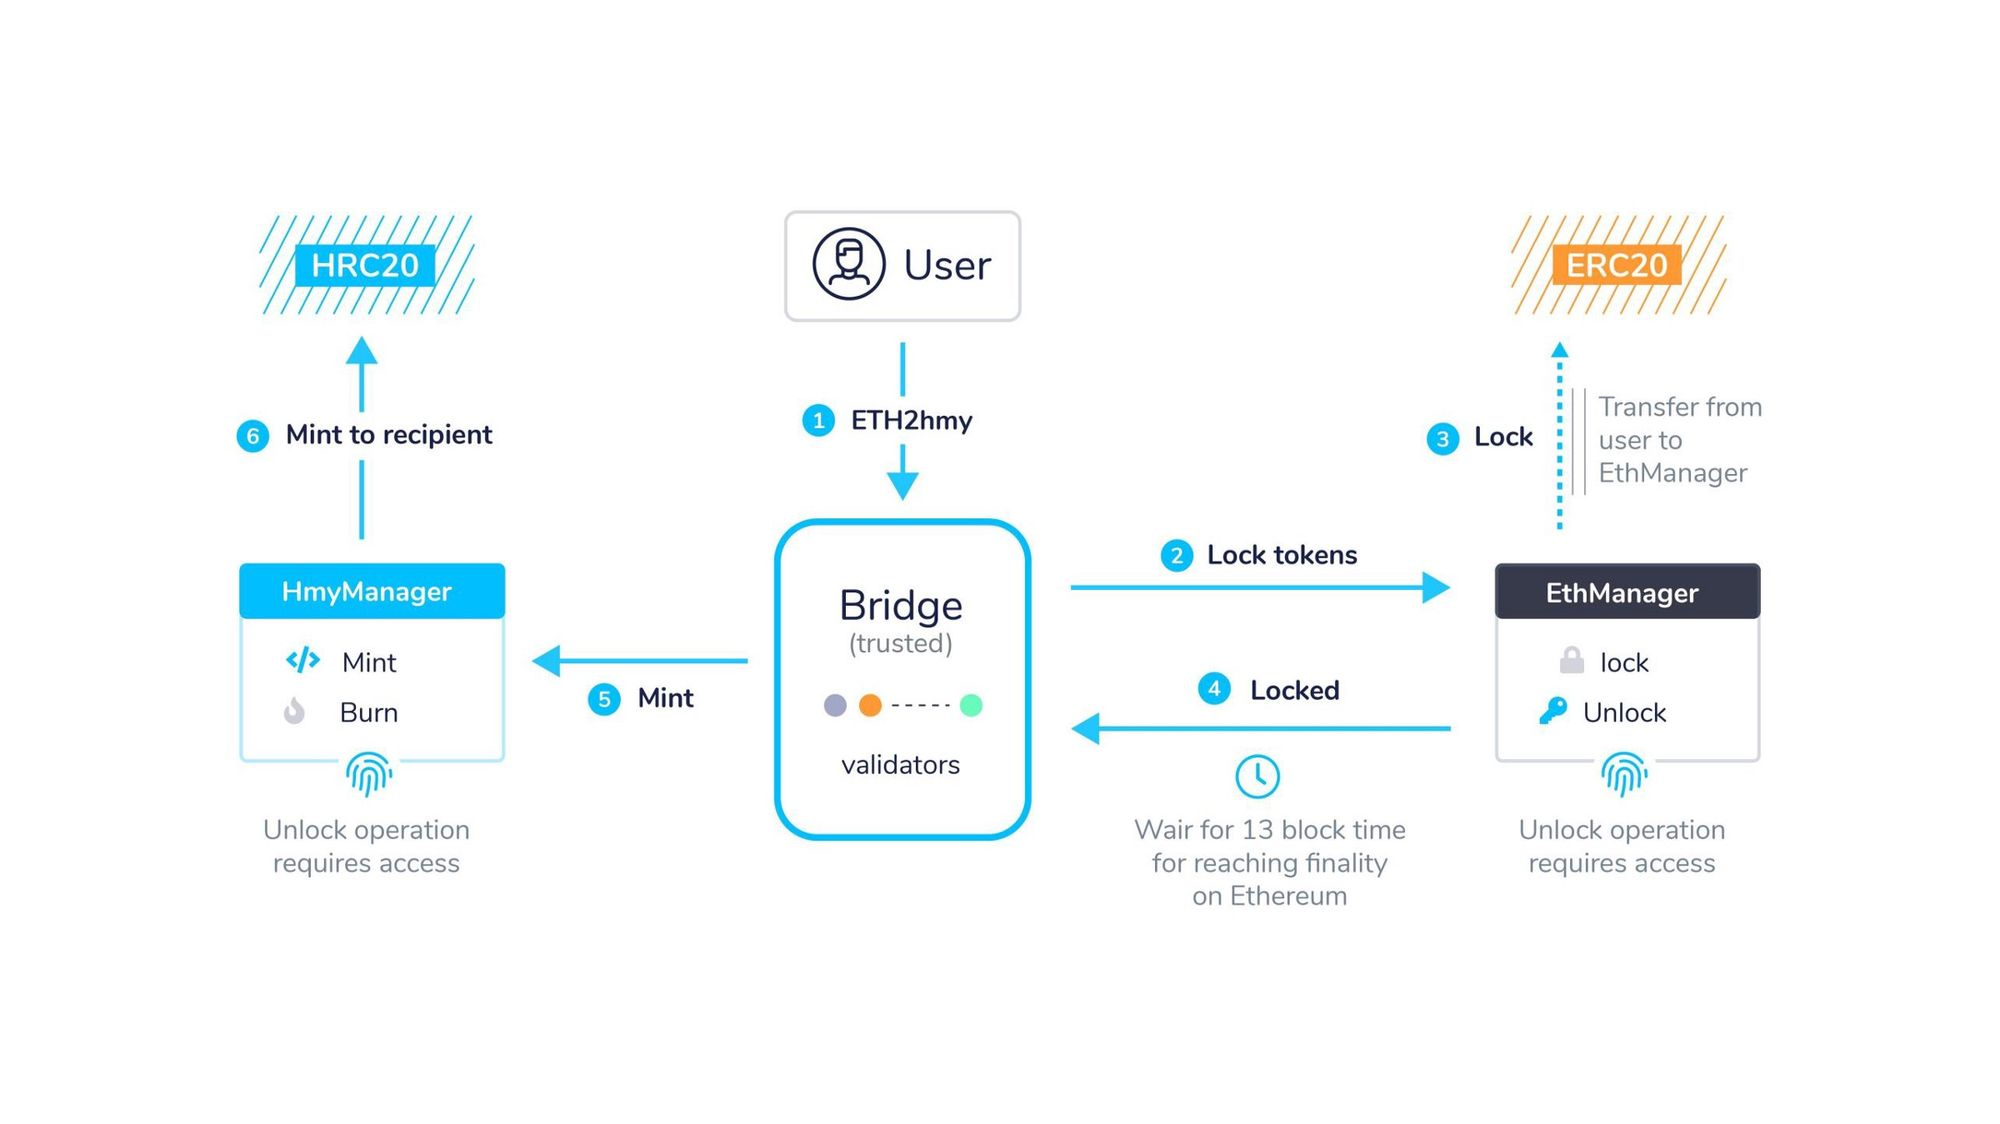 HRC20
User
ERC20
1 ETH2hmy
6 Mint to recipient
3 Lock
Transfer from
user to
EthManager
2 Lock tokens
HmyManager
Mint
Burn
Unlock operation
requires access
5 Mint
Bridge
(trusted)
validators
4 Locked
Wair for 13 block time
for reaching finality
on Ethereum
EthManager
lock
Unlock
Unlock operation
requires access